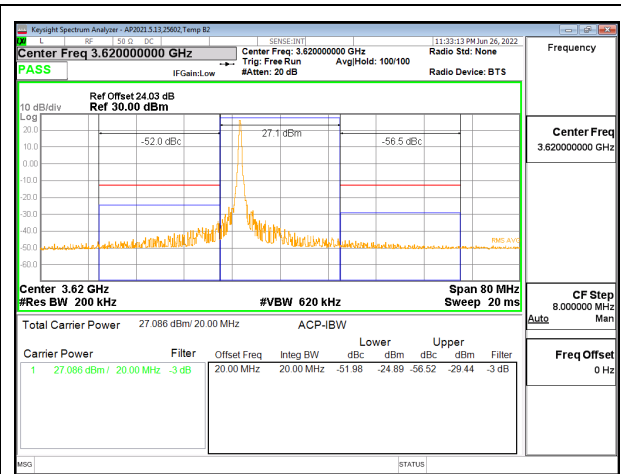 Keysight Spectrum Analyzer - AP2021.5.13,25602,Temp B2
L RF 50 Ω DC SENSE:INT 11:33:13 PM Jun 26, 2022
Center Freq 3.620000000 GHz
Center Freq: 3.620000000 GHz
Radio Std: None
Trig: Free Run Avg|Hold: 100/100
PASS
IFGain:Low #Atten: 20 dB Radio Device: BTS
Frequency
Ref Offset 24.03 dB
10 dB/div Ref 30.00 dBm
Log
20.0
10.0
0.00
-10.0
-20.0
-30.0
-40.0
-50.0
-60.0
-52.0 dBc
27.1 dBm
-56.5 dBc
RMS AVG
Center Freq
3.620000000 GHz
Center 3.62 GHz Span 80 MHz
#Res BW 200 kHz #VBW 620 kHz Sweep 20 ms
CF Step
8.000000 MHz
Auto Man
Total Carrier Power 27.086 dBm/ 20.00 MHz ACP-IBW
Lower Upper
Carrier Power Filter Offset Freq Integ BW dBc dBm dBc dBm Filter
1 27.086 dBm / 20.00 MHz -3 dB 20.00 MHz 20.00 MHz -51.98 -24.89 -56.52 -29.44 -3 dB
Freq Offset
0 Hz
MSG STATUS